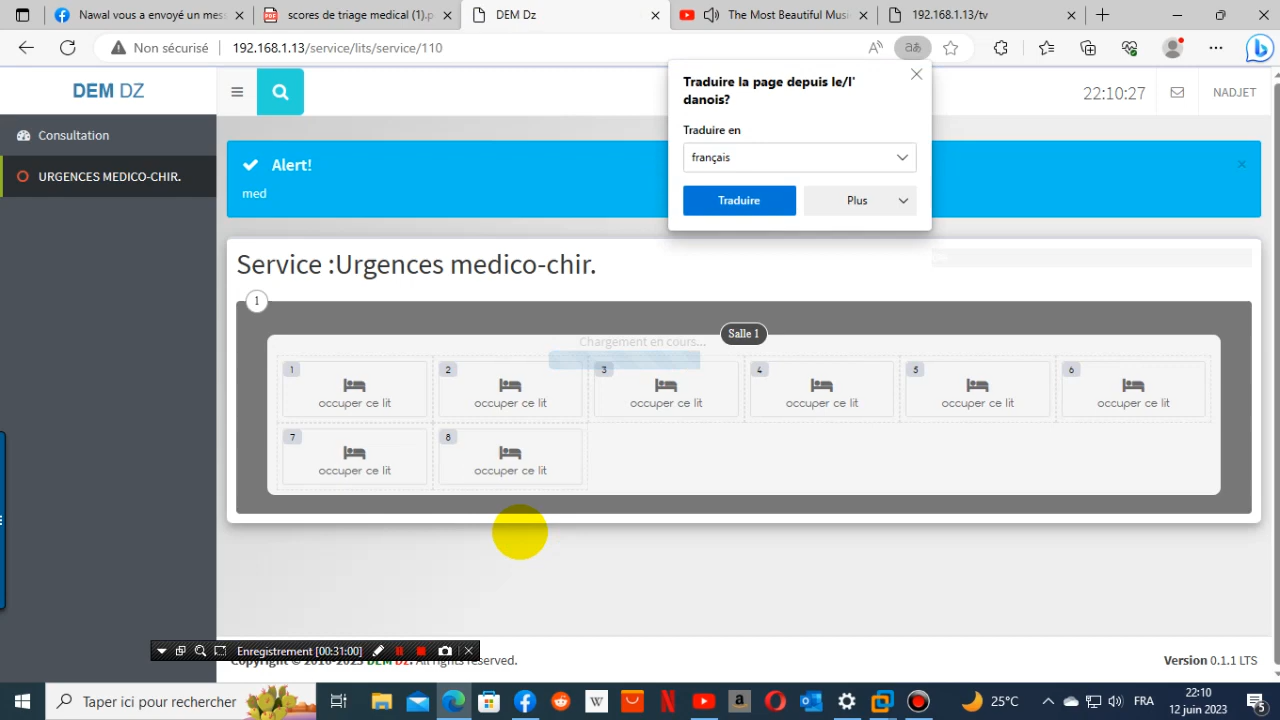 Nawal vous a envoyé un mes
scores de triage medical (1).p
DEM Dz
The Most Beautiful Mus
192.168.1.13/tv
Non sécurisé
192.168.1.13/service/lits/service/110
DEM DZ
22:10:27
NADJET
Traduire la page depuis le/l'
danois?
Traduire en
français
Traduire
Plus
Consultation
URGENCES MEDICO-CHIR.
Alert!
med
Service :Urgences medico-chir.
1
Salle 1
Chargement en cours...
1
occuper ce lit
2
occuper ce lit
3
occuper ce lit
4
occuper ce lit
5
occuper ce lit
6
occuper ce lit
7
occuper ce lit
8
occuper ce lit
Enregistrement [00:31:00]
Copyright © 2016-2023 DEM DZ. All rights reserved.
Version 0.1.1 LTS
Taper ici pour rechercher
25°C
FRA
22:10
12 juin 2023
5